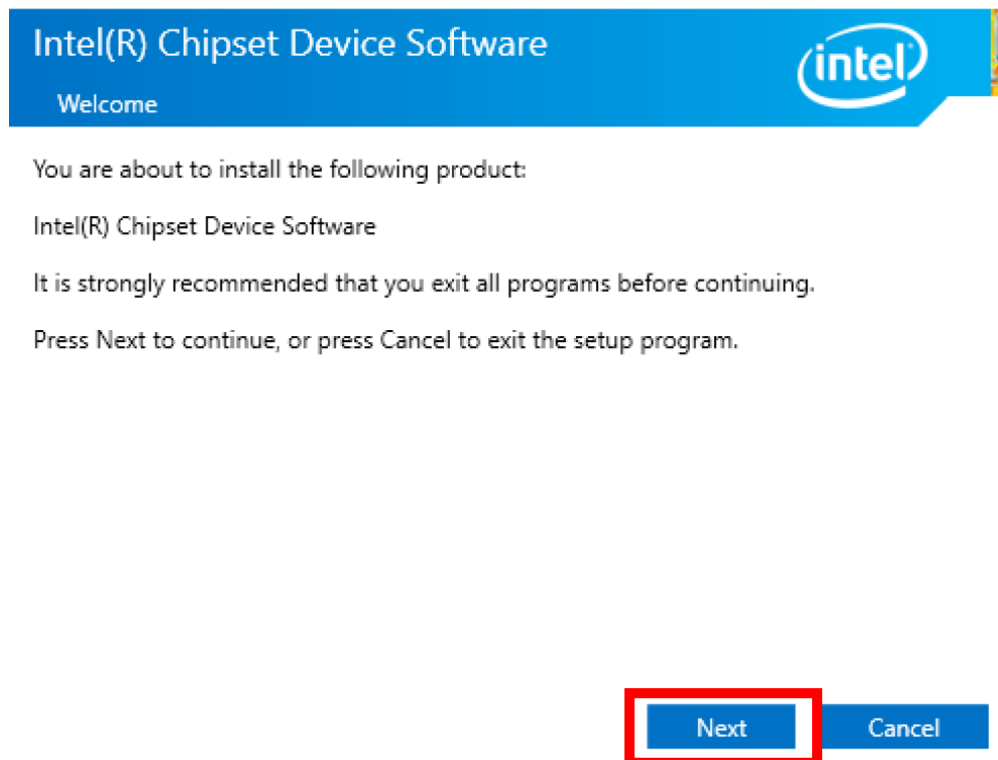 Intel(R) Chipset Device Software
intel
Welcome
You are about to install the following product:
Intel(R) Chipset Device Software
It is strongly recommended that you exit all programs before continuing.
Press Next to continue, or press Cancel to exit the setup program.
Next
Cancel